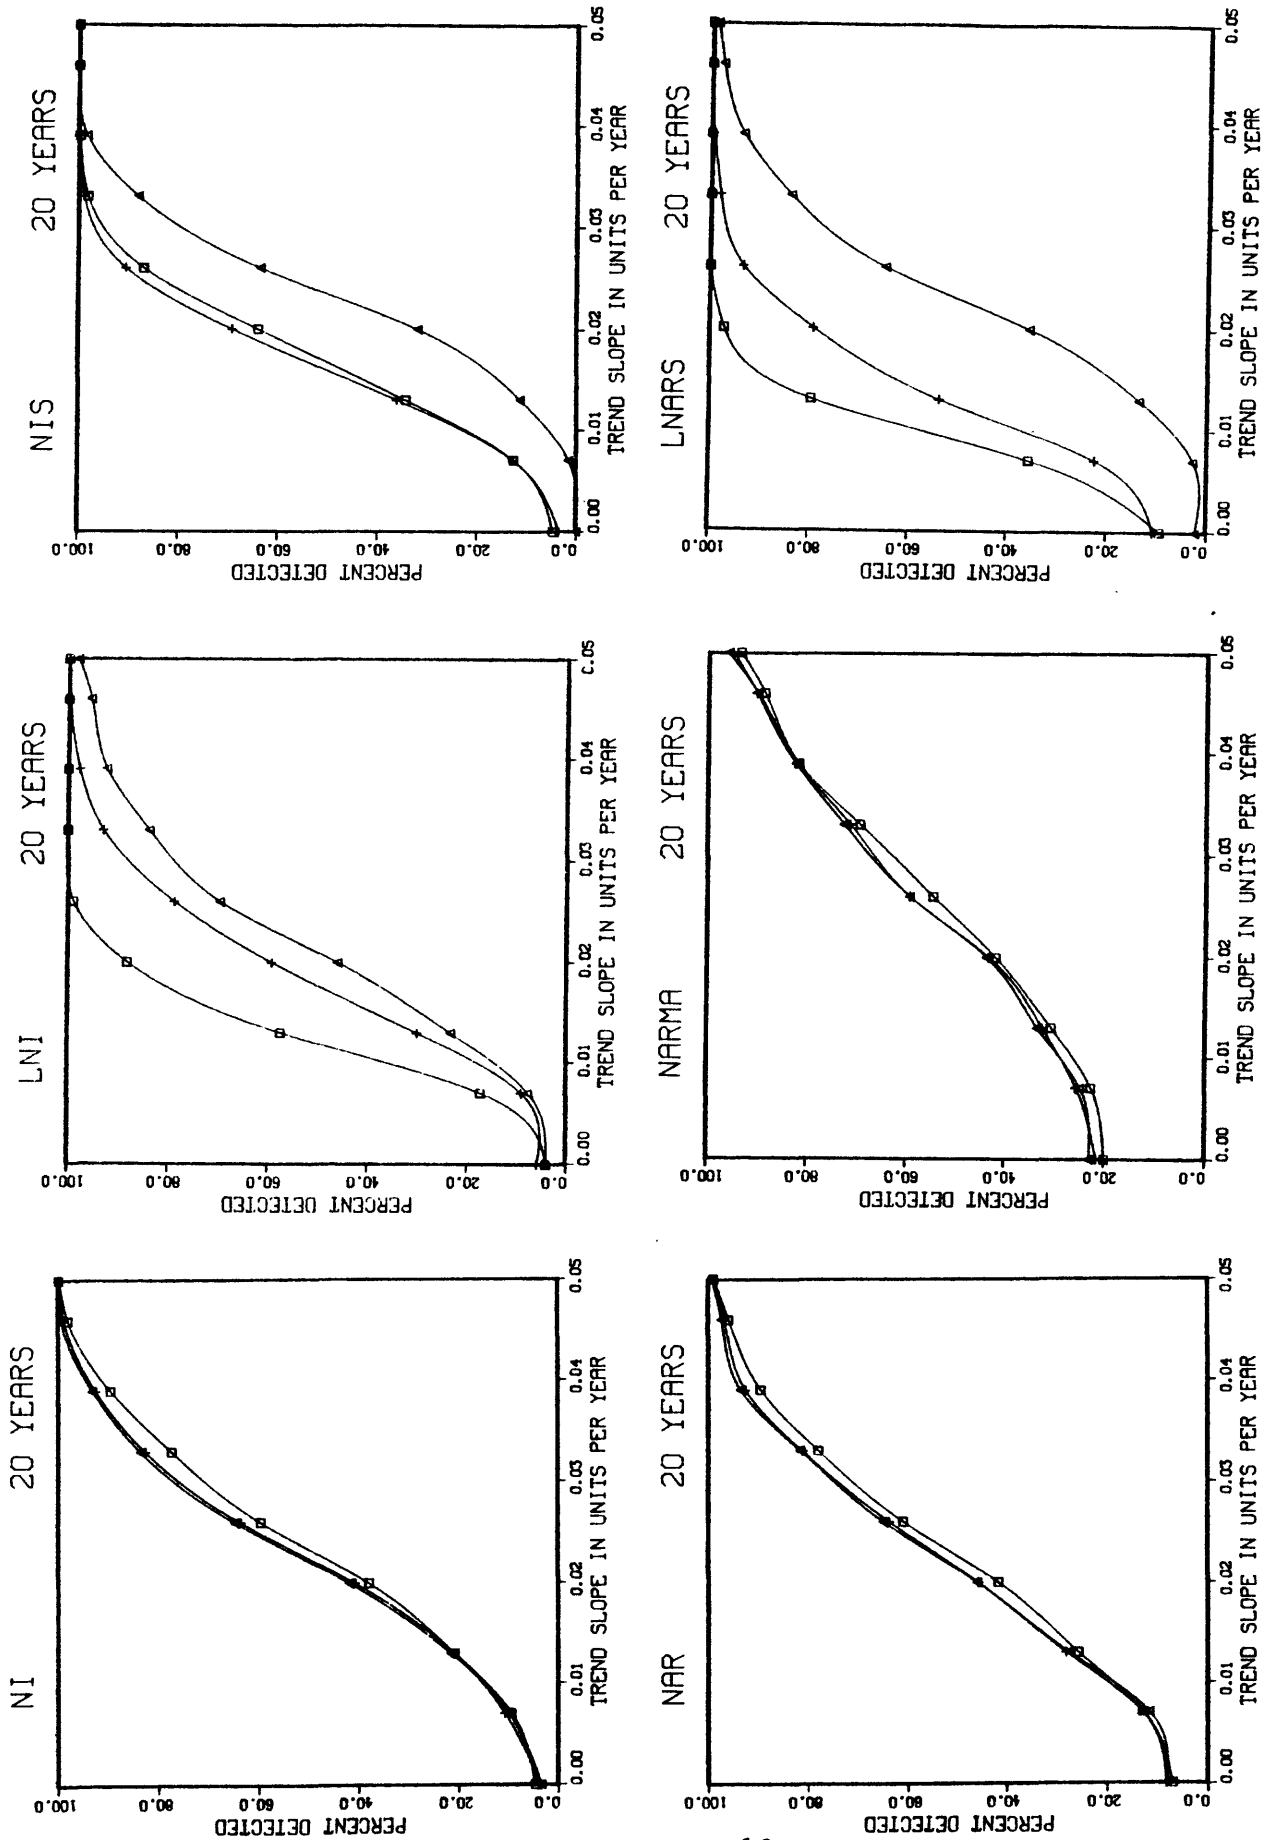 NI 20 YEARS
PERCENT DETECTED
100.0
80.0
60.0
40.0
20.0
0.0
0.00 0.01 0.02 0.03 0.04 0.05
TREND SLOPE IN UNITS PER YEAR
LNI 20 YEARS
PERCENT DETECTED
100.0
80.0
60.0
40.0
20.0
0.0
0.00 0.01 0.02 0.03 0.04 C.05
TREND SLOPE IN UNITS PER YEAR
NIS 20 YEARS
PERCENT DETECTED
100.0
80.0
60.0
40.0
20.0
0.0
0.00 0.01 0.02 0.03 0.04 0.05
TREND SLOPE IN UNITS PER YEAR
NAR 20 YEARS
PERCENT DETECTED
100.0
80.0
60.0
40.0
20.0
0.0
0.00 0.01 0.02 0.03 0.04 0.05
TREND SLOPE IN UNITS PER YEAR
NARMA 20 YEARS
PERCENT DETECTED
100.0
80.0
60.0
40.0
20.0
0.0
0.00 0.01 0.02 0.03 0.04 0.05
TREND SLOPE IN UNITS PER YEAR
LNARS 20 YEARS
PERCENT DETECTED
100.0
80.0
60.0
40.0
20.0
0.0
0.00 0.01 0.02 0.03 0.04 0.05
TREND SLOPE IN UNITS PER YEAR